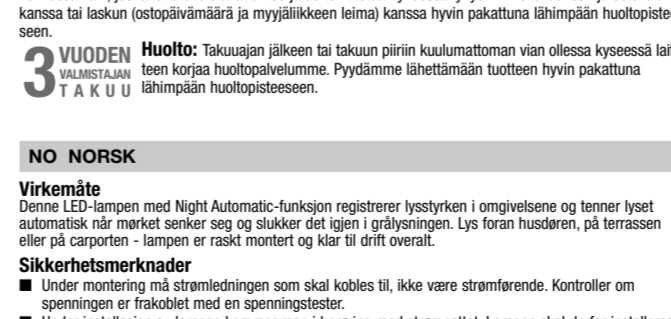 kanssa tai laskun (ostopäivämäärä ja myyjäliikkeen leima) kanssa hyvin pakattuna lähimpään huoltopistee
seen.
3 VUODEN
VALMISTAJAN
TAKUU
Huolto: Takuuajan jälkeen tai takuun piiriin kuulumattoman vian ollessa kyseessä lait
teen korjaa huoltopalvelumme. Pyydämme lähettämään tuotteen hyvin pakattuna
lähimpään huoltopisteeseen.
NO NORSK
Virkemåte
Denne LED-lampen med Night Automatic-funksjon registrerer lysstyrken i omgivelsene og tenner lyset
automatisk når mørket senker seg og slukker det igjen i grålysningen. Lys foran husdøren, på terrassen
eller på carporten - lampen er raskt montert og klar til drift overalt.
Sikkerhetsmerknader
■ Under montering må strømledningen som skal kobles til, ikke være strømførende. Kontroller om
spenningen er frakoblet med en spenningstester.